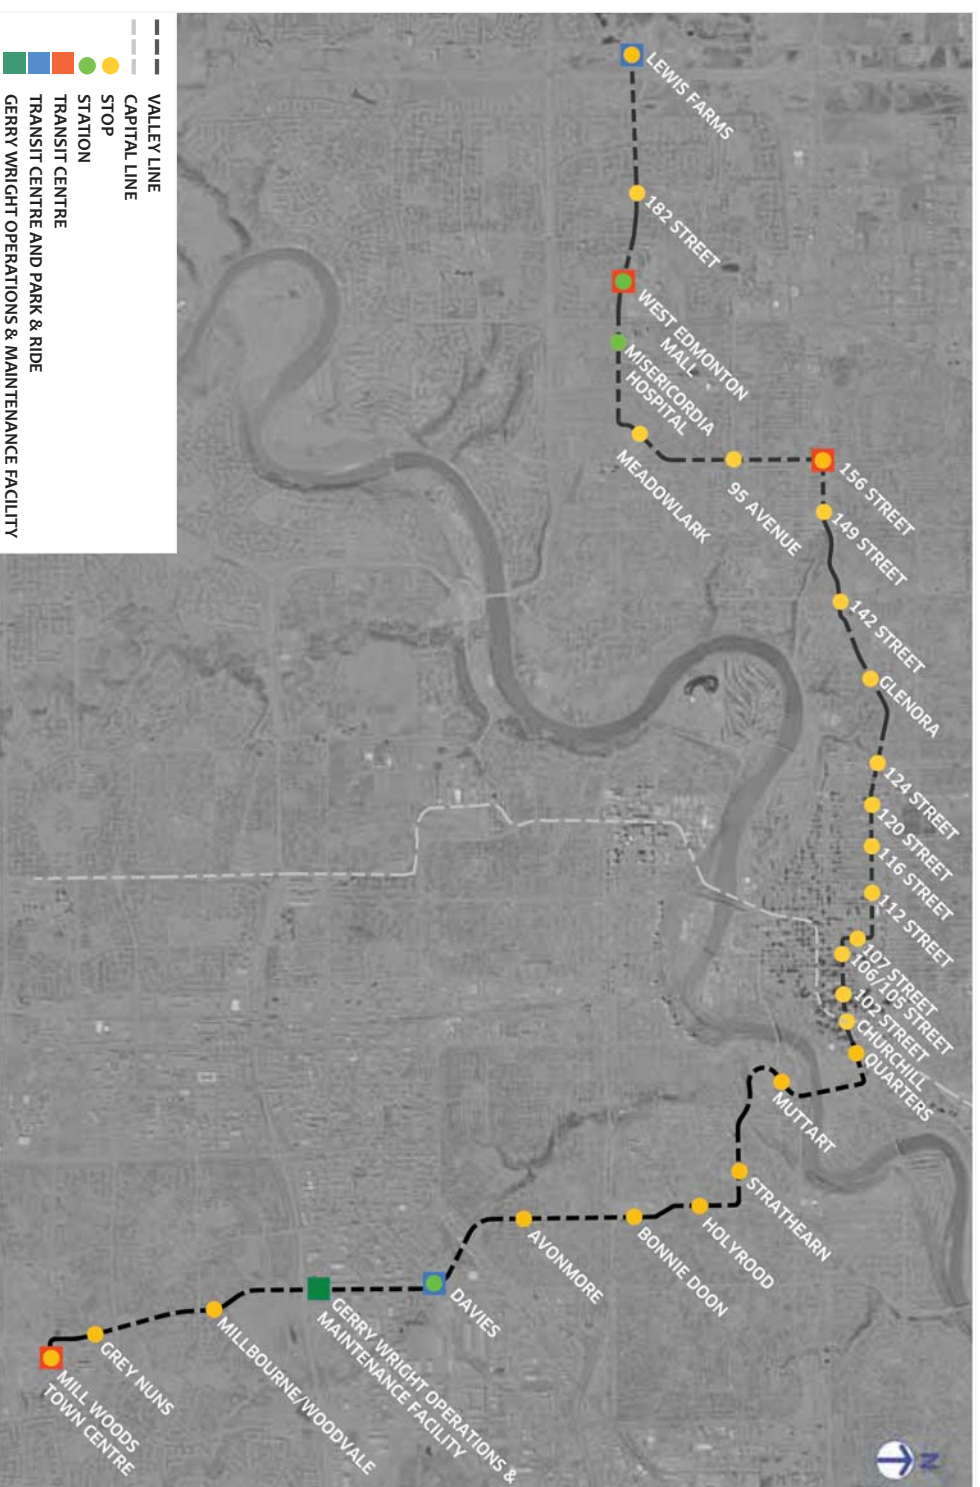 LEWIS FARMS
182 STREET
WEST EDMONTON
MALL
MISERICORDIA
HOSPITAL
MEADOWLARK
95 AVENUE
156 STREET
149 STREET
142 STREET
GLENORA
124 STREET
120 STREET
116 STREET
112 STREET
107 STREET
106/105 STREET
102 STREET
CHURCHILL
QUARTERS
MUTTART
STRATHEARN
HOLYROOD
BONNIE DOON
AVONMORE
DAVIES
GERRY WRIGHT OPERATIONS &
MAINTENANCE FACILITY
MILLBOURNE/WOODVALE
GREY NUNS
MILL WOODS
TOWN CENTRE
N
VALLEY LINE
CAPITAL LINE
STOP
STATION
TRANSIT CENTRE
TRANSIT CENTRE AND PARK & RIDE
GERRY WRIGHT OPERATIONS & MAINTENANCE FACILITY